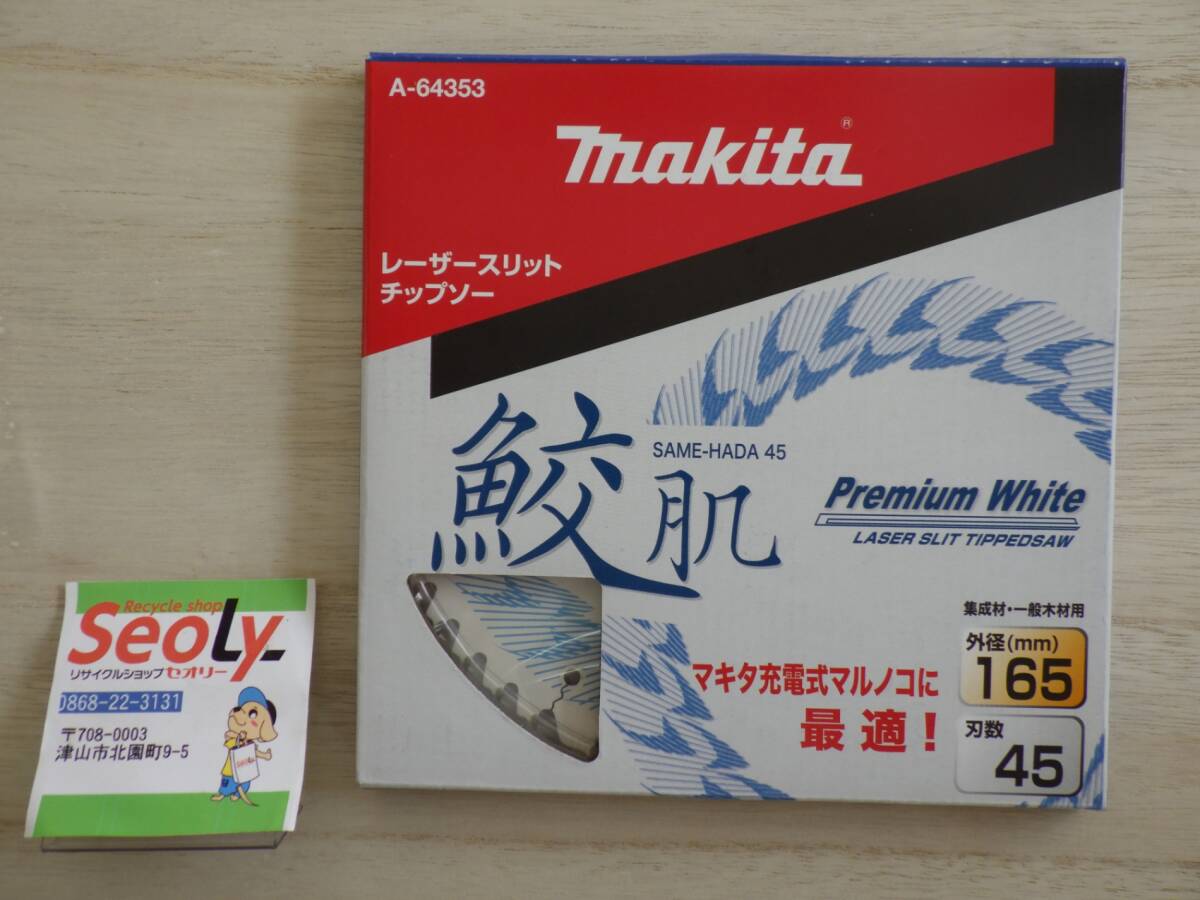 A-64353
makita®
レーザースリット
チップソー
鮫肌
SAME-HADA 45
Premium White
LASER SLIT TIPPEDSAW
集成材・一般木材用
外径(mm)
165
マキタ充電式マルノコに
最適！
刃数
45
Recycle shop
SeoLy
リサイクルショップセオリー
0868-22-3131
〒708-0003
津山市北園町9-5